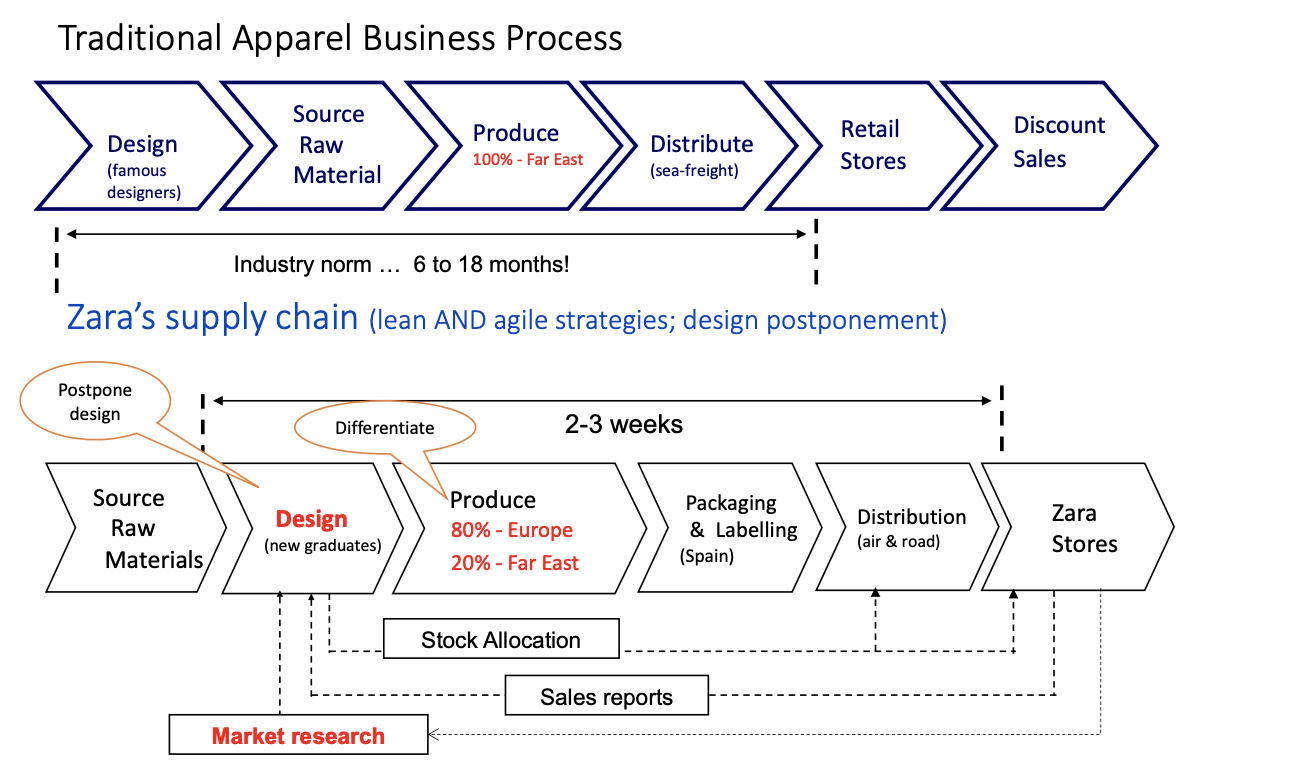 Traditional Apparel Business Process
Design
(famous
designers)
Source
Raw
Material
Produce
100% - Far East
Distribute
(sea-freight)
Retail
Stores
Discount
Sales
Industry norm … 6 to 18 months!
Zara’s supply chain (lean AND agile strategies; design postponement)
Postpone
design
Differentiate
2-3 weeks
Source
Raw
Materials
Design
(new graduates)
Produce
80% - Europe
20% - Far East
Packaging
& Labelling
(Spain)
Distribution
(air & road)
Zara
Stores
Stock Allocation
Sales reports
Market research